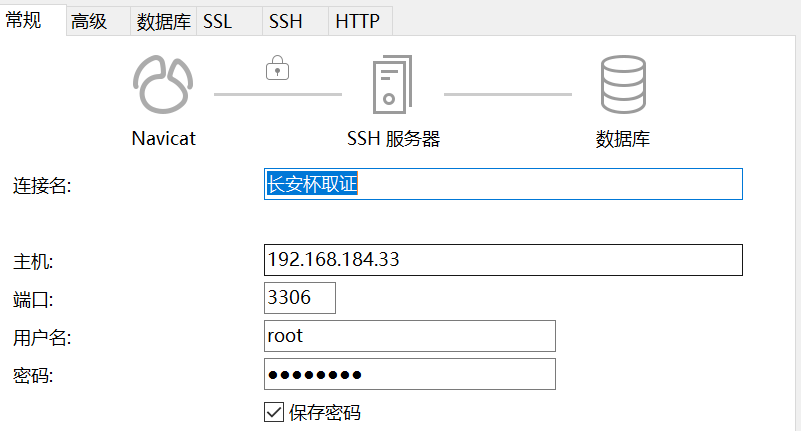 常规 高级 数据库 SSL SSH HTTP
Navicat SSH 服务器 数据库
连接名: 长安杯取证
主机: 192.168.184.33
端口: 3306
用户名: root
密码: ●●●●●●●●
保存密码